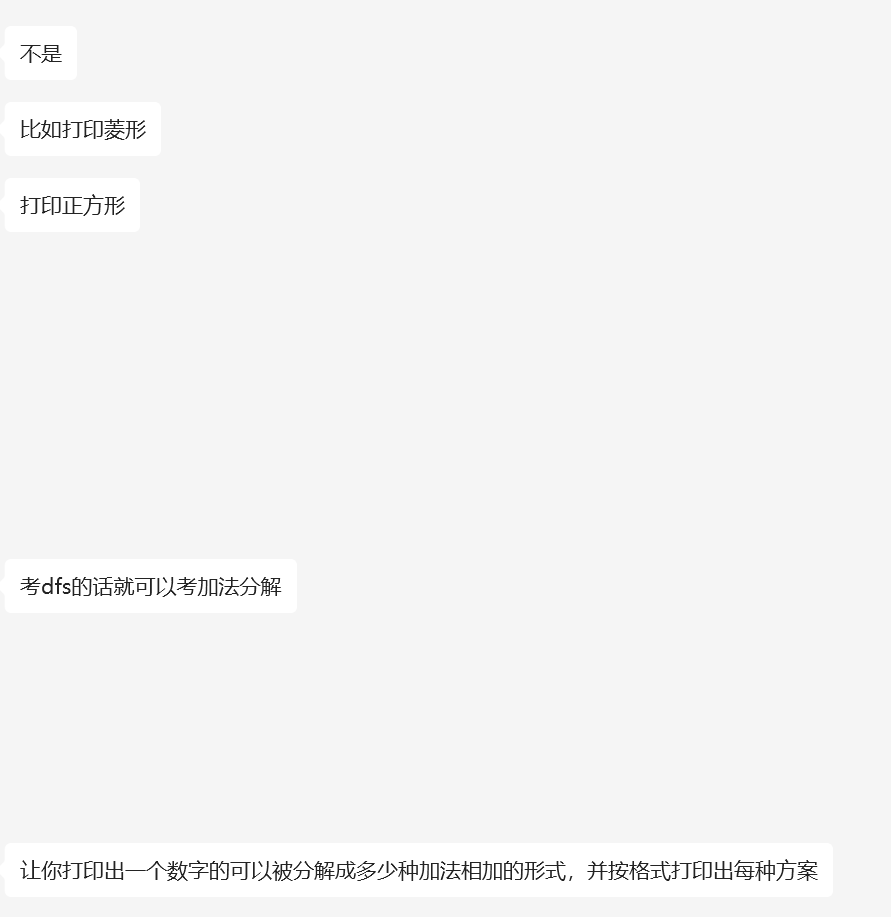 不是
比如打印菱形
打印正方形
考dfs的话就可以考加法分解
让你打印出一个数字的可以被分解成多少种加法相加的形式，并按格式打印出每种方案